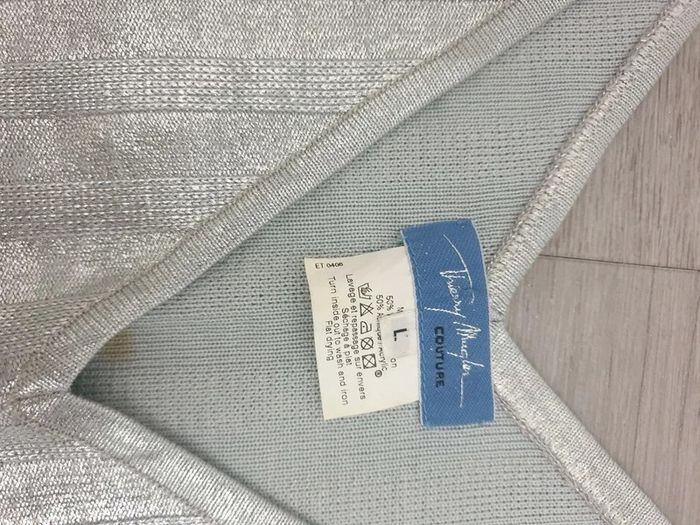 Thierry Mugler
COUTURE
L
50%
50% Acrylic®
Lavage et repassage sur envers
Séchage à plat
Turn inside out to wash and iron
Flat drying
ET 0406